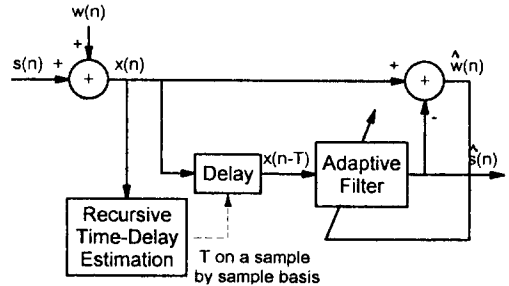 w(n)
+
s(n) + + x(n) + + ŵ(n)
-
Delay x(n-T) Adaptive Filter ŝ(n)
Recursive
Time-Delay
Estimation
T on a sample
by sample basis